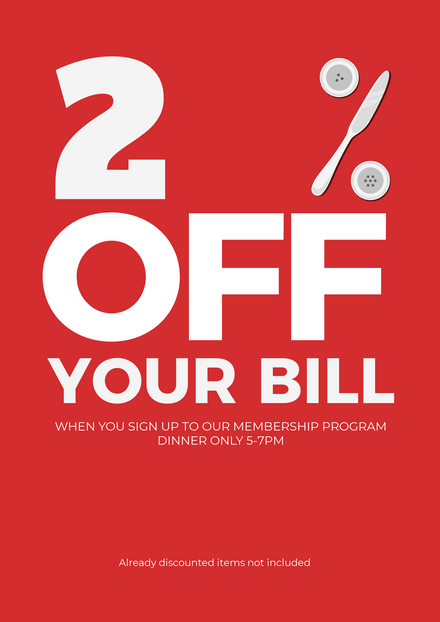 2 %
OFF
YOUR BILL
WHEN YOU SIGN UP TO OUR MEMBERSHIP PROGRAM
DINNER ONLY 5-7PM
Already discounted items not included